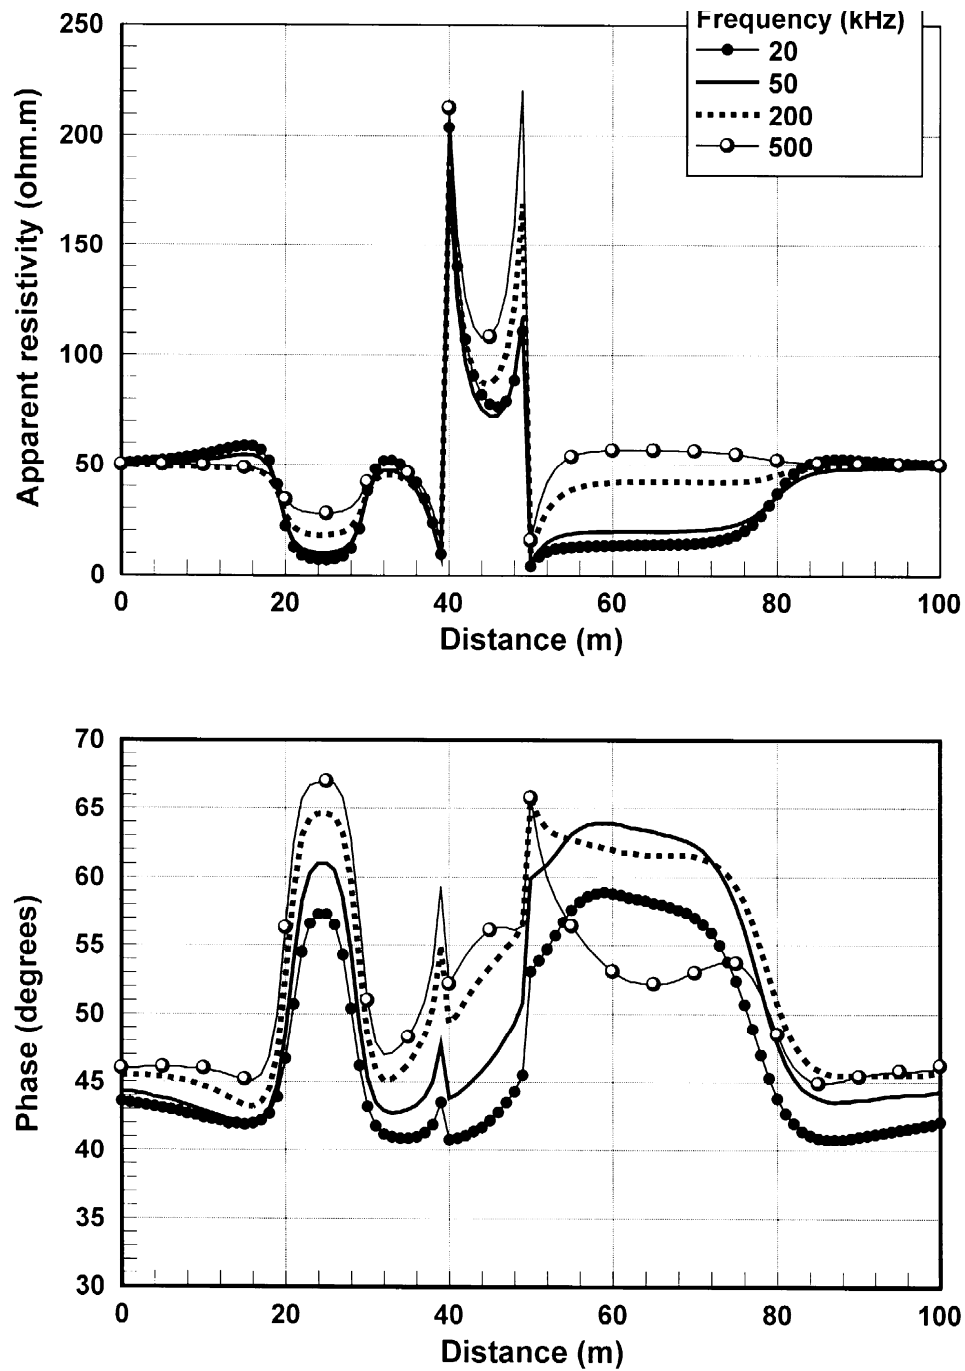 Frequency (kHz)
20
50
200
500
Apparent resistivity (ohm.m)
250
200
150
100
50
0
0 20 40 60 80 100
Distance (m)
Phase (degrees)
70
65
60
55
50
45
40
35
30
0 20 40 60 80 100
Distance (m)